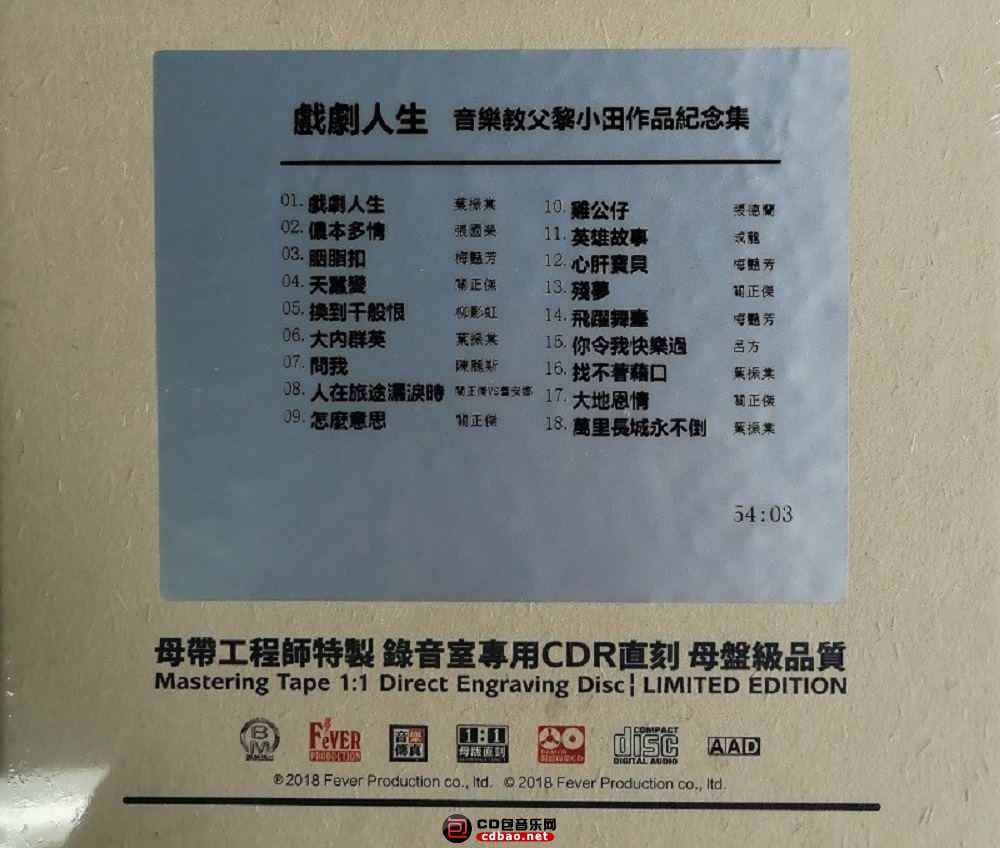 戲劇人生 音樂教父黎小田作品紀念集
01. 戲劇人生 葉振棠
02. 儂本多情 張國榮
03. 胭脂扣 梅艷芳
04. 天蠶變 關正傑
05. 換到千般恨 柳影虹
06. 大內群英 葉振棠
07. 問我 陳麗斯
08. 人在旅途灑淚時 關正傑VS雷安娜
09. 怎麼意思 關正傑
10. 雞公仔 張德蘭
11. 英雄故事 成龍
12. 心肝寶貝 梅艷芳
13. 殘夢 關正傑
14. 飛躍舞臺 梅艷芳
15. 你令我快樂過 呂方
16. 找不著藉口 葉振棠
17. 大地恩情 關正傑
18. 萬里長城永不倒 葉振棠
54:03
母帶工程師特製 錄音室專用CDR直刻 母盤級品質
Mastering Tape 1:1 Direct Engraving Disc¦ LIMITED EDITION
BM
FEVER PRODUCTION
音樂傳真
1:1 母版直刻
COMPACT disc DIGITAL AUDIO
AAD
℗2018 Fever Production co., ltd. ©2018 Fever Production co., ltd.
CD包音乐网
cdbao.net